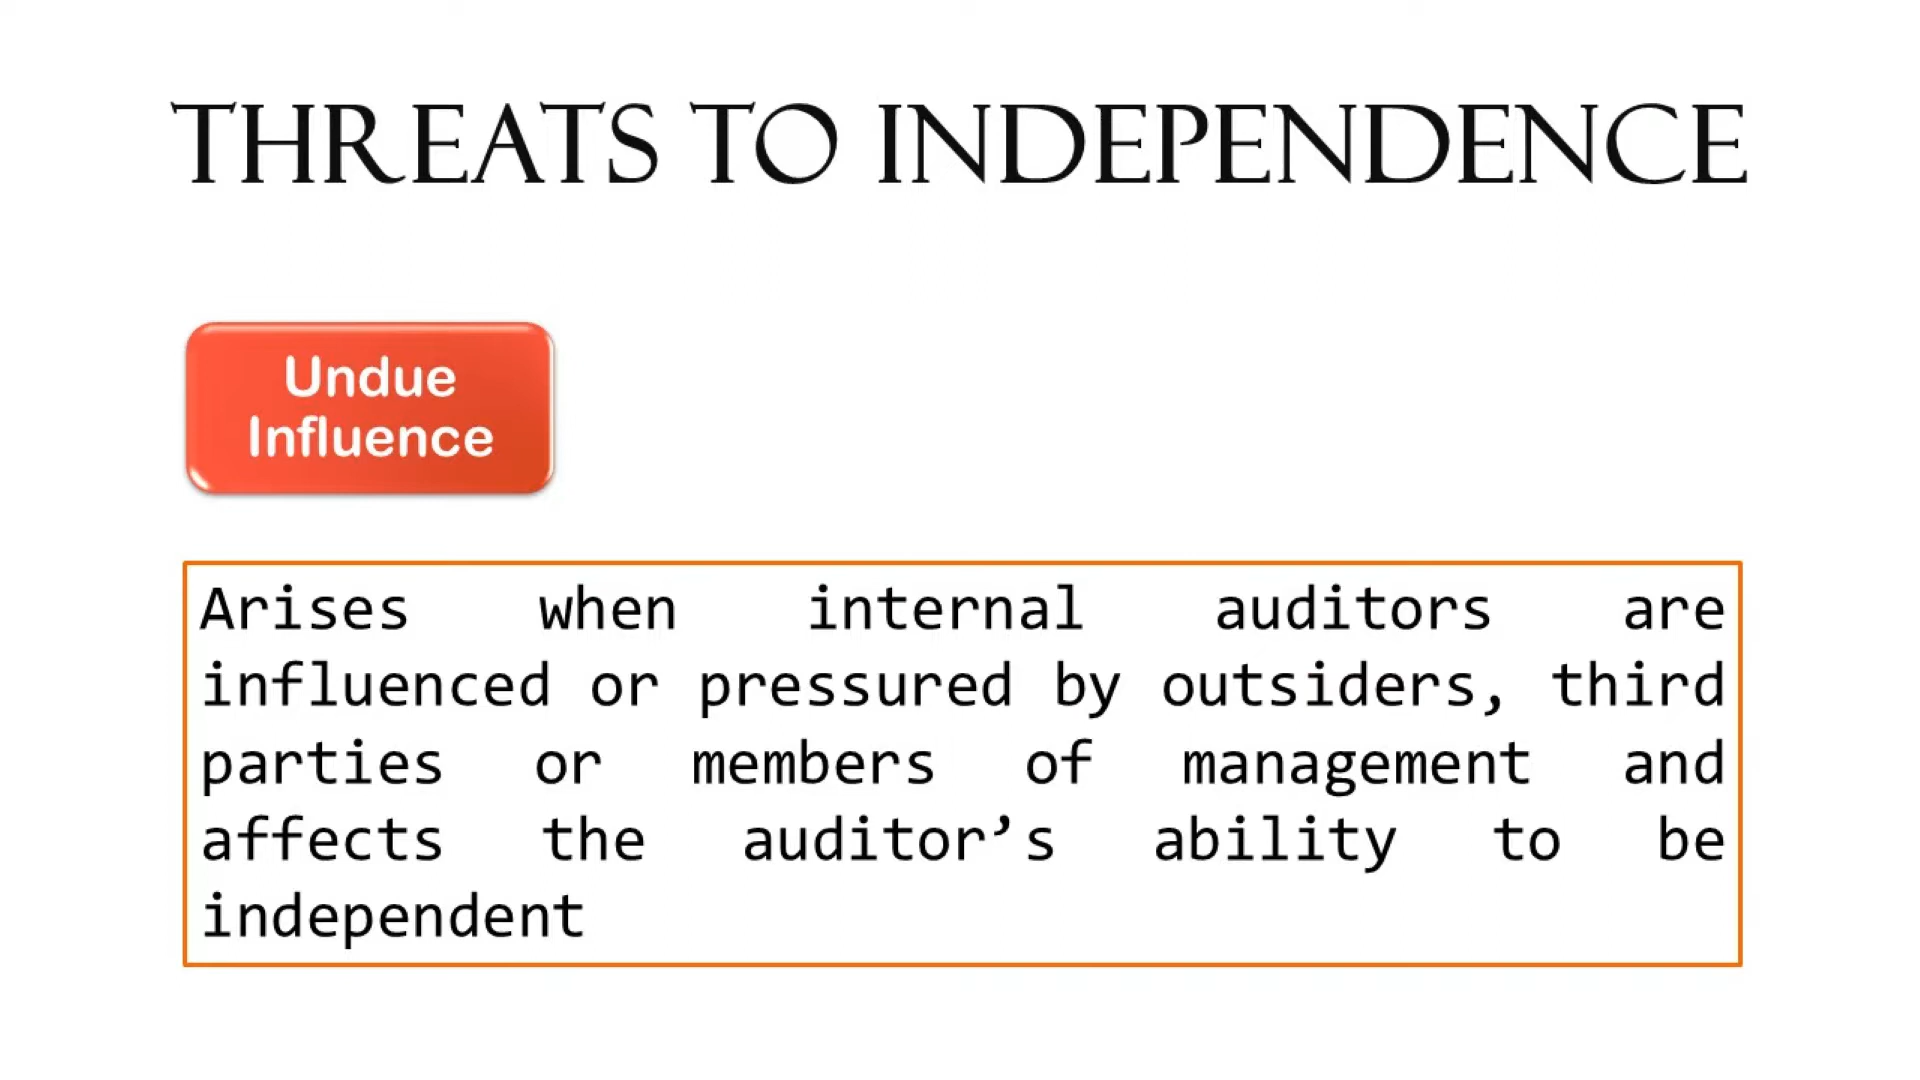 THREATS TO INDEPENDENCE
Undue
Influence
Arises when internal auditors are
influenced or pressured by outsiders, third
parties or members of management and
affects the auditor’s ability to be
independent